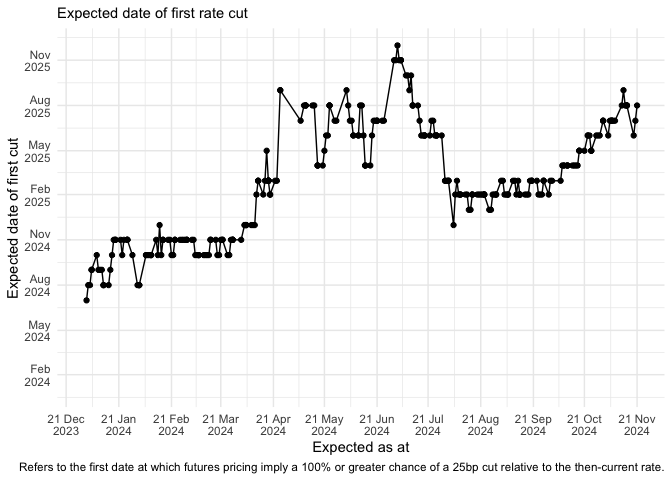 Expected date of first rate cut
Expected date of first cut
Nov
2025
Aug
2025
May
2025
Feb
2025
Nov
2024
Aug
2024
May
2024
Feb
2024
21 Dec
2023
21 Jan
2024
21 Feb
2024
21 Mar
2024
21 Apr
2024
21 May
2024
21 Jun
2024
21 Jul
2024
21 Aug
2024
21 Sep
2024
21 Oct
2024
21 Nov
2024
Expected as at
Refers to the first date at which futures pricing imply a 100% or greater chance of a 25bp cut relative to the then-current rate.